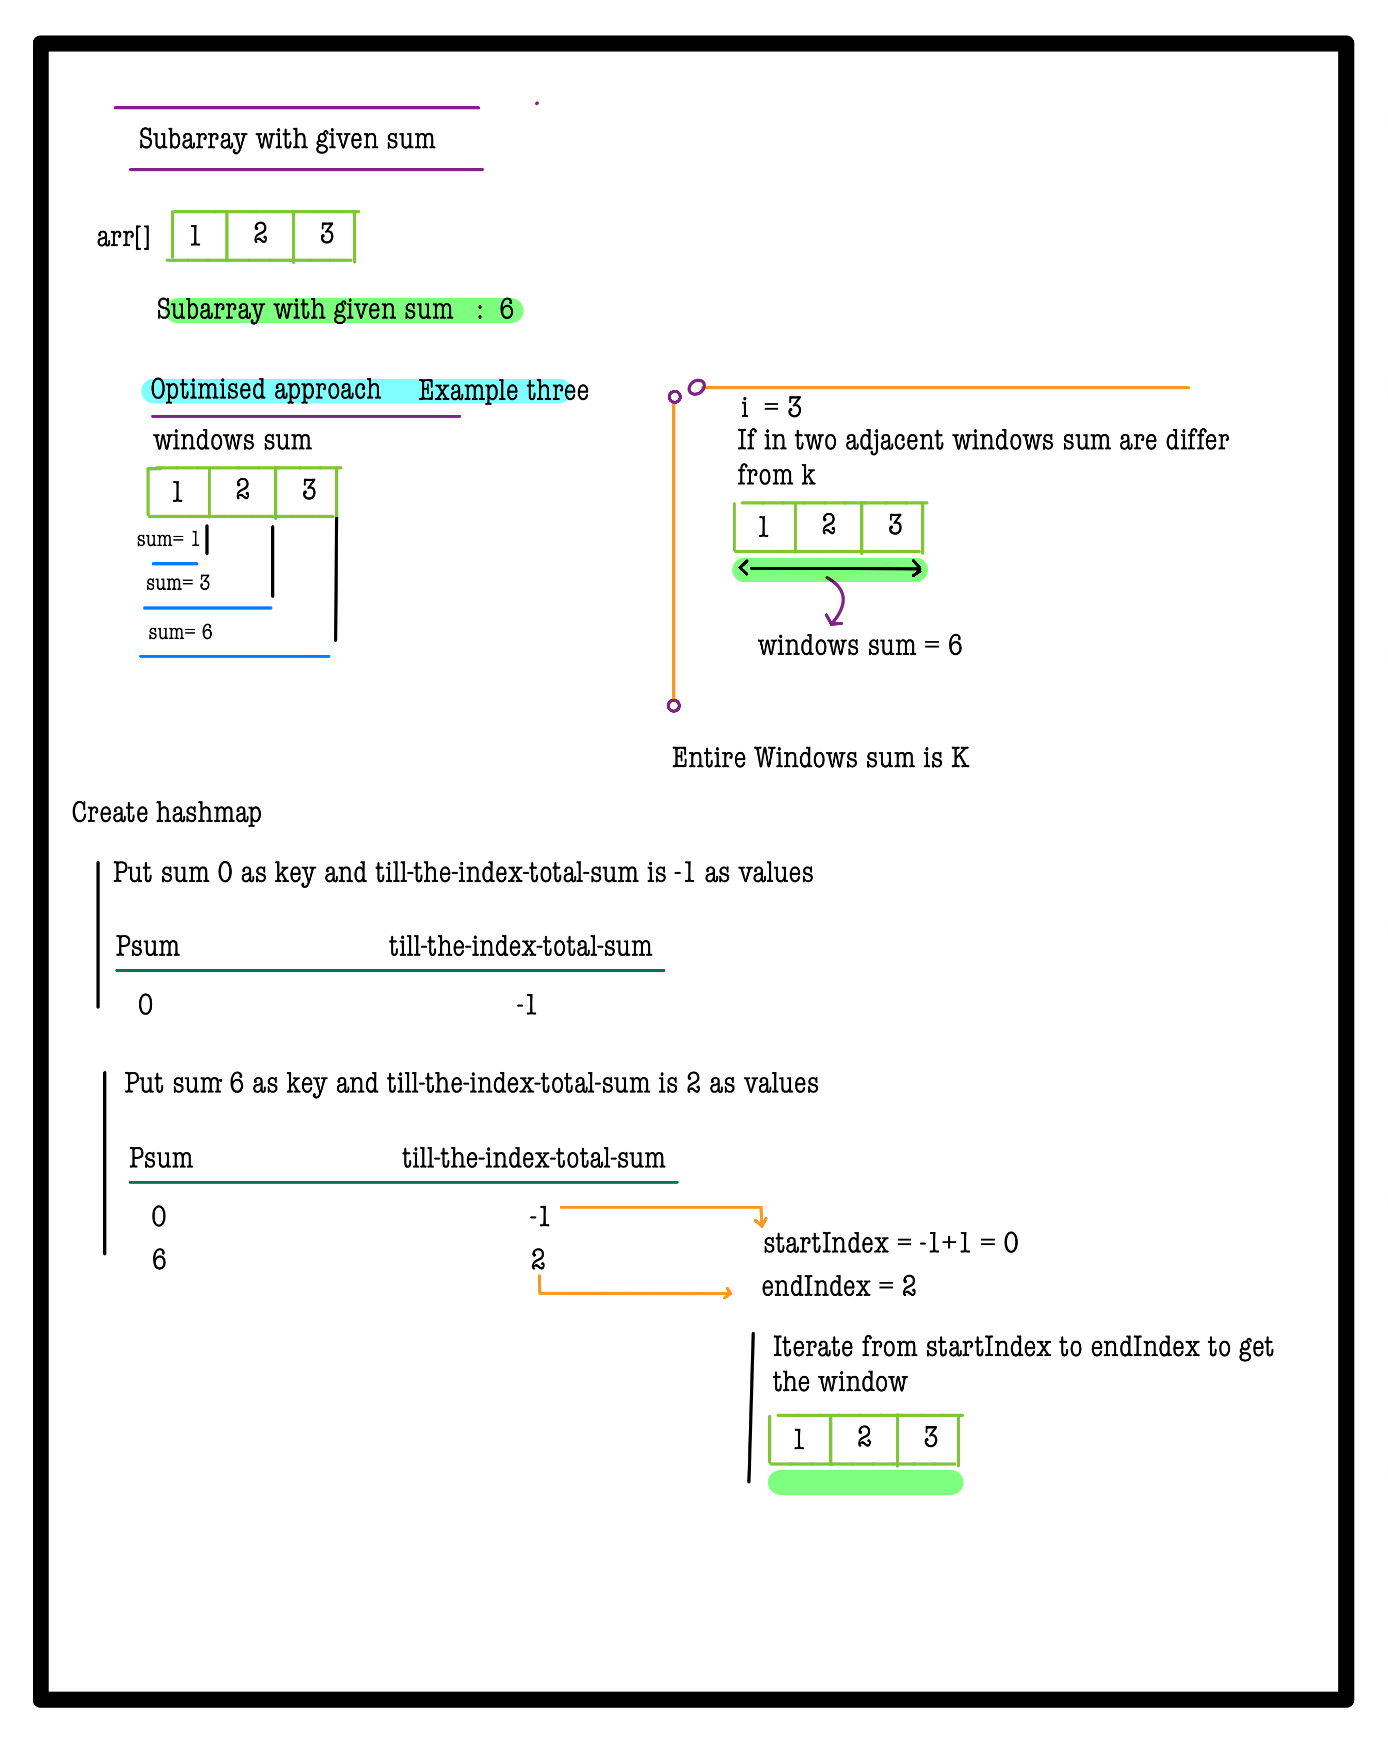 Subarray with given sum
arr[] 1 2 3
Subarray with given sum : 6
Optimised approach Example three
windows sum
1 2 3
sum= 1
sum= 3
sum= 6
i = 3
If in two adjacent windows sum are differ
from k
1 2 3
windows sum = 6
Entire Windows sum is K
Create hashmap
Put sum 0 as key and till-the-index-total-sum is -1 as values
Psum till-the-index-total-sum
0 -1
Put sum 6 as key and till-the-index-total-sum is 2 as values
Psum till-the-index-total-sum
0 -1
6 2
startIndex = -1+1 = 0
endIndex = 2
Iterate from startIndex to endIndex to get
the window
1 2 3